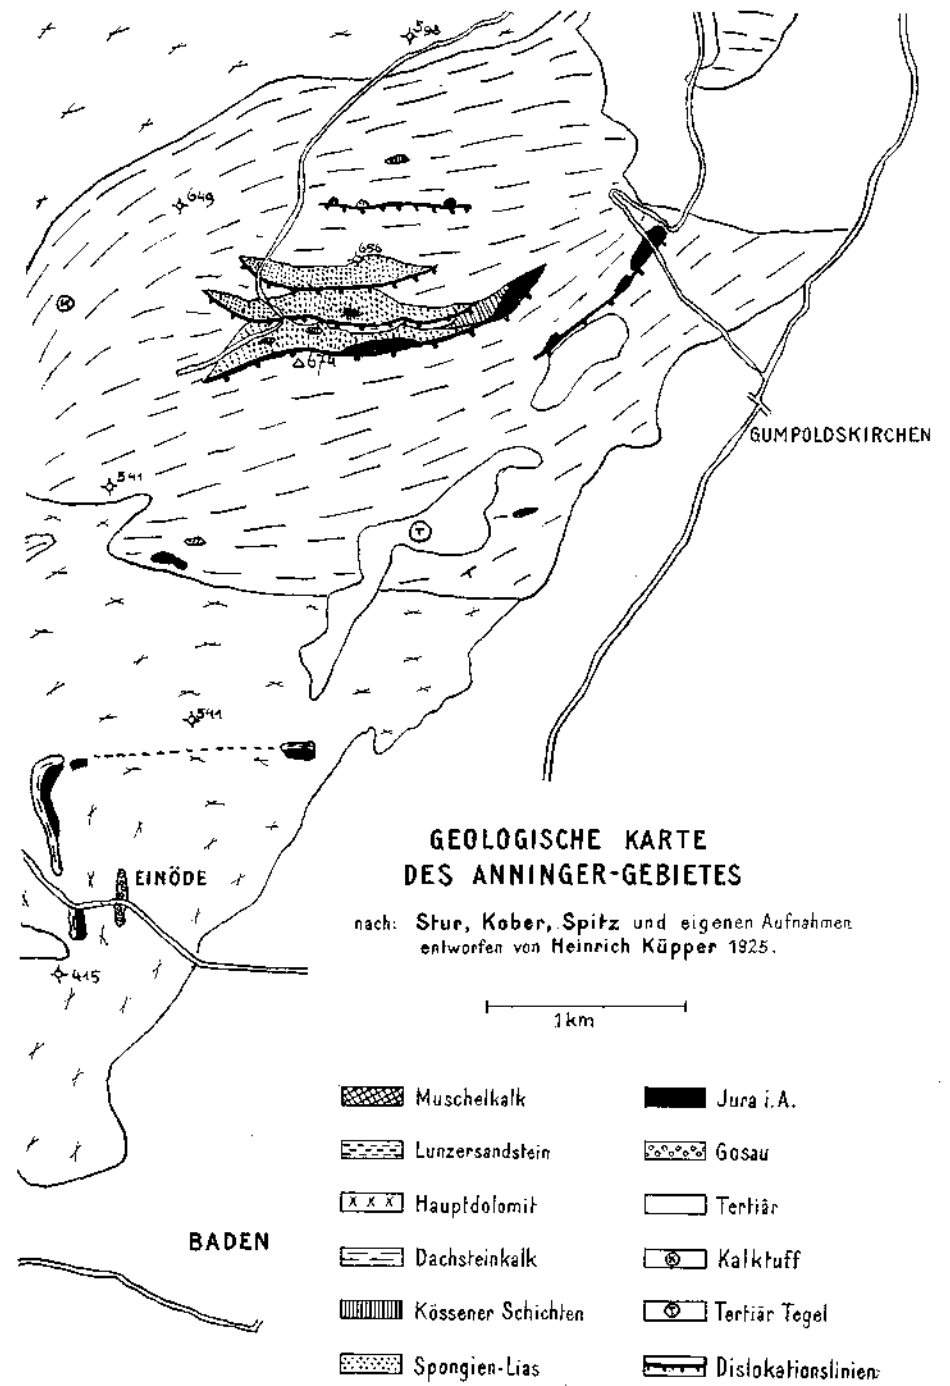 598
649
K
656
△674
GUMPOLDSKIRCHEN
541
T
541
EINÖDE
415
GEOLOGISCHE KARTE
DES ANNINGER-GEBIETES
nach: Stur, Kober, Spitz und eigenen Aufnahmen
entworfen von Heinrich Küpper 1925.
1km
BADEN
Muschelkalk
Lunzersandstein
Hauptdolomit
Dachsteinkalk
Kössener Schichten
Spongien-Lias
Jura i.A.
Gosau
Tertiär
K Kalktuff
T Tertiär Tegel
Dislokationslinien